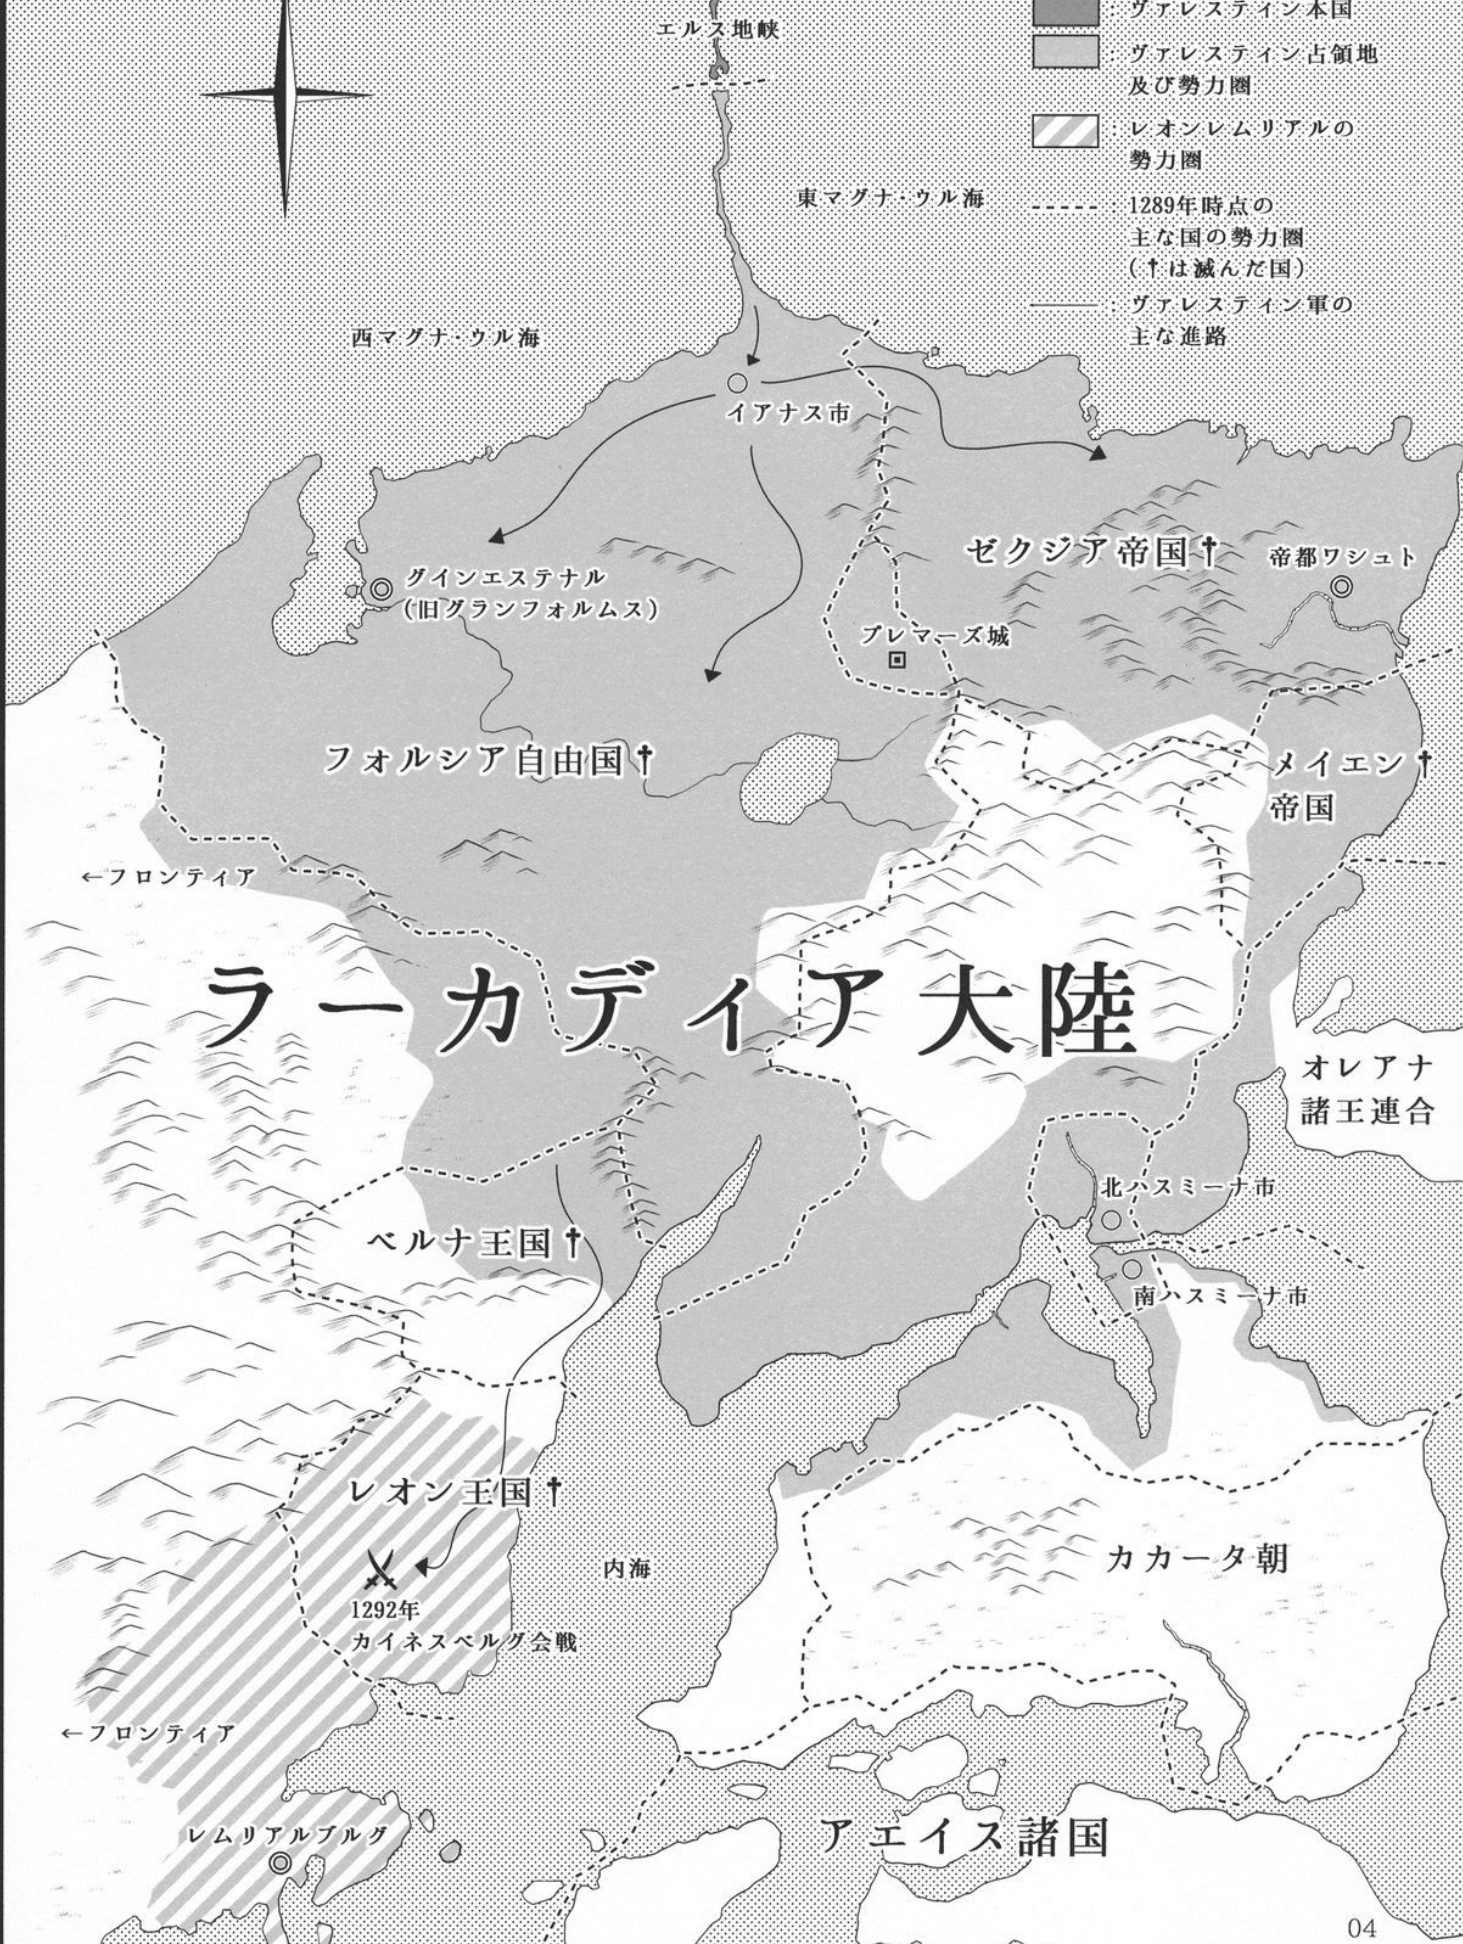 エルス地峡
：ヴァレスティン本国
：ヴァレスティン占領地
及び勢力圏
：レオンレムリアルの
勢力圏
：1289年時点の
主な国の勢力圏
（✝は滅んだ国）
：ヴァレスティン軍の
主な進路
東マグナ・ウル海
西マグナ・ウル海
イアナス市
ゼクジア帝国✝
帝都ワシュト
グインエステナル
（旧グランフォルムス）
ブレマーズ城
フォルシア自由国✝
メイエン✝
帝国
←フロンティア
ラーカディア大陸
オレアナ
諸王連合
北ハスミーナ市
ベルナ王国✝
南ハスミーナ市
レオン王国✝
内海
カカータ朝
1292年
カイネスベルグ会戦
←フロンティア
レムリアルブルグ
アエイス諸国
04